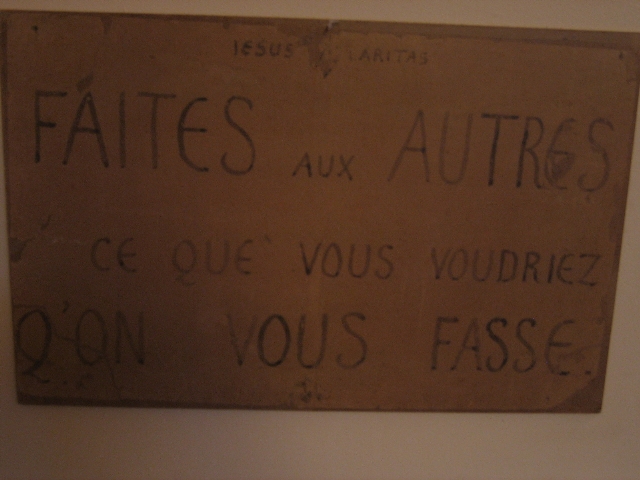 IESUS CARITAS
FAITES AUX AUTRES
CE QUE VOUS VOUDRIEZ
Q'ON VOUS FASSE.